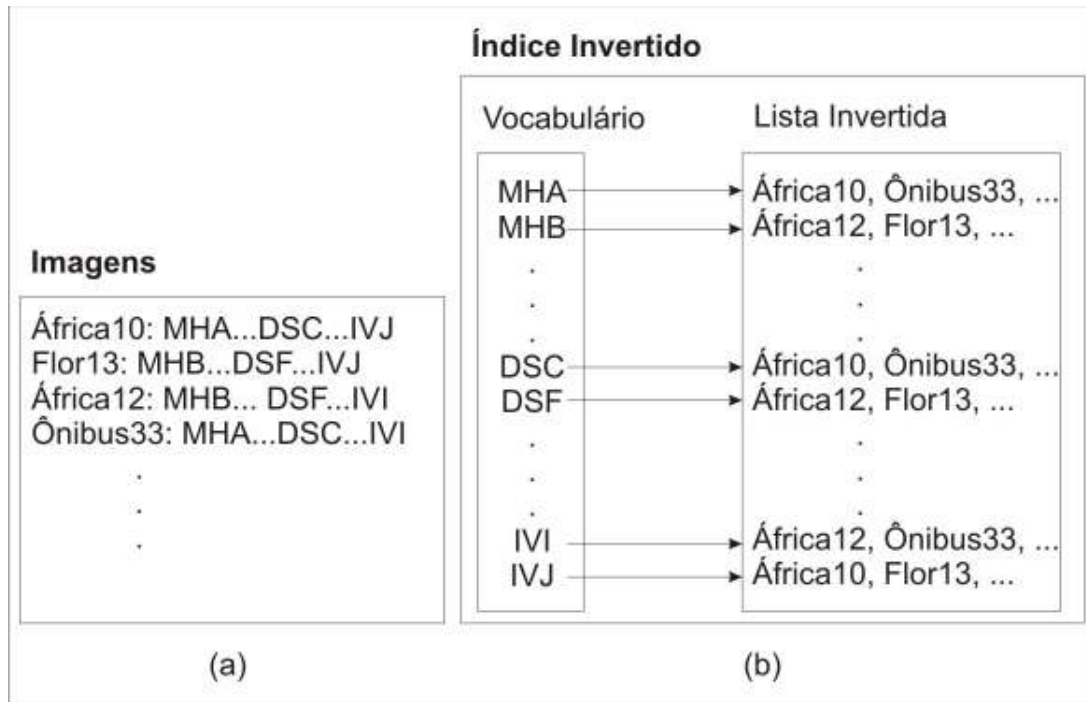 Índice Invertido
Vocabulário Lista Invertida
MHA África10, Ônibus33, ...
MHB África12, Flor13, ...
.
.
.
DSC África10, Ônibus33, ...
DSF África12, Flor13, ...
.
.
.
IVI África12, Ônibus33, ...
IVJ África10, Flor13, ...
Imagens
África10: MHA...DSC...IVJ
Flor13: MHB...DSF...IVJ
África12: MHB... DSF...IVI
Ônibus33: MHA...DSC...IVI
.
.
.
(a) (b)